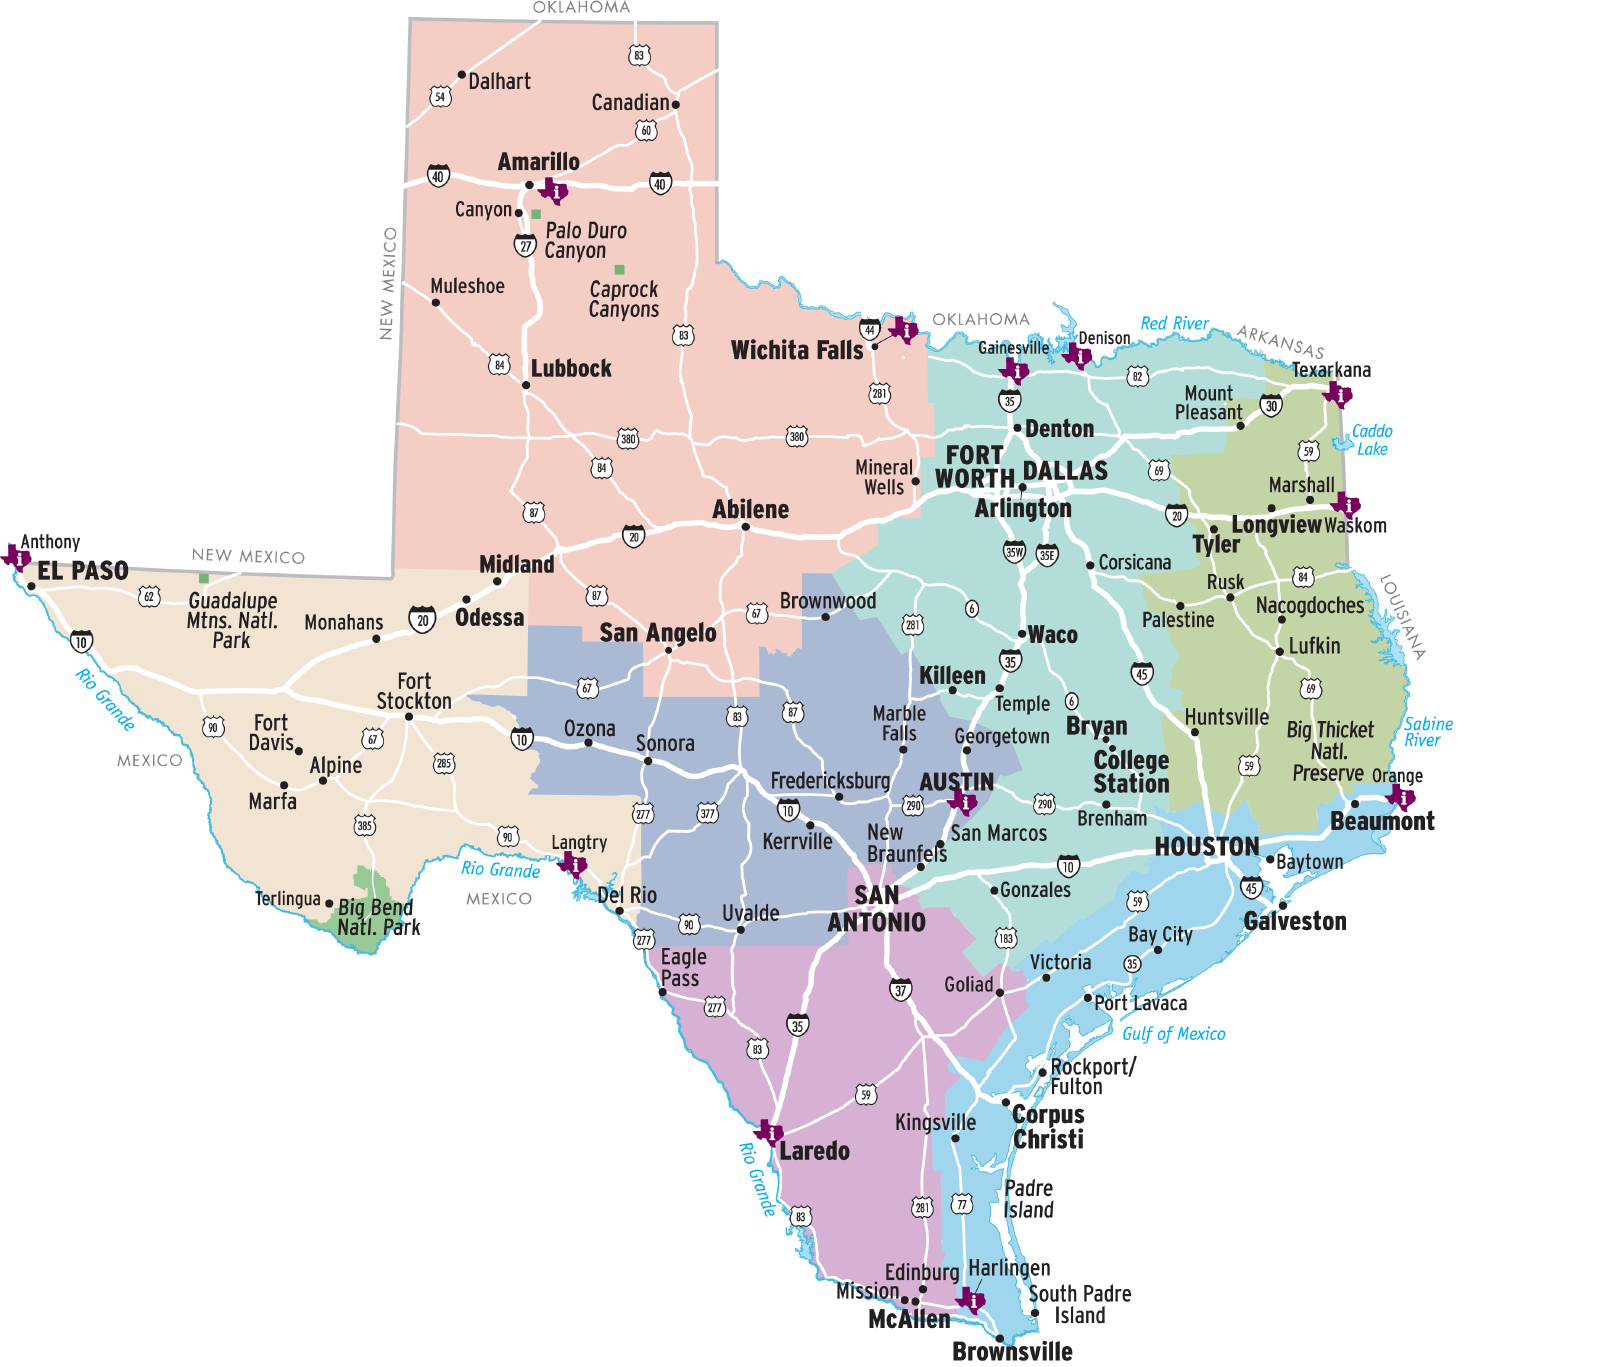 OKLAHOMA
83
Dalhart
54
Canadian
60
Amarillo
40
40
i
Canyon
27
Palo Duro
Canyon
NEW MEXICO
Caprock
Canyons
Muleshoe
83
84
Lubbock
Wichita Falls
44
i
281
OKLAHOMA
Red River
ARKANSAS
Gainesville
i
Denison
i
82
Texarkana
i
35
Mount
Pleasant
30
Caddo
Lake
59
380
380
84
Denton
FORT
WORTH
DALLAS
Arlington
69
Mineral
Wells
Marshall
i
Longview
Waskom
20
Tyler
87
Abilene
20
35W
35E
Corsicana
Anthony
i
EL PASO
NEW MEXICO
62
Guadalupe
Mtns. Natl.
Park
Midland
Odessa
20
Monahans
87
67
Brownwood
San Angelo
281
6
Waco
Rusk
84
Nacogdoches
Palestine
Lufkin
LOUISIANA
10
Rio Grande
Fort
Stockton
67
Killeen
35
Temple
6
45
69
90
Fort
Davis
67
285
Alpine
Marfa
MEXICO
10
Ozona
Sonora
83
87
Marble
Falls
Georgetown
Bryan
College
Station
Huntsville
Big Thicket
Natl.
Preserve
Sabine
River
59
Orange
i
Beaumont
Fredericksburg
AUSTIN
i
290
290
Brenham
385
90
277
377
10
Kerrville
New
Braunfels
San Marcos
10
HOUSTON
Baytown
45
Galveston
Langtry
i
Rio Grande
MEXICO
Terlingua
Big Bend
Natl. Park
Del Rio
90
Uvalde
SAN
ANTONIO
Gonzales
59
183
Bay City
277
Eagle
Pass
277
37
Goliad
Victoria
35
Port Lavaca
Gulf of Mexico
35
83
59
Rockport/
Fulton
Corpus
Christi
Kingsville
i
Laredo
Rio Grande
83
281
77
Padre
Island
Edinburg
Harlingen
i
Mission
McAllen
South Padre
Island
Brownsville